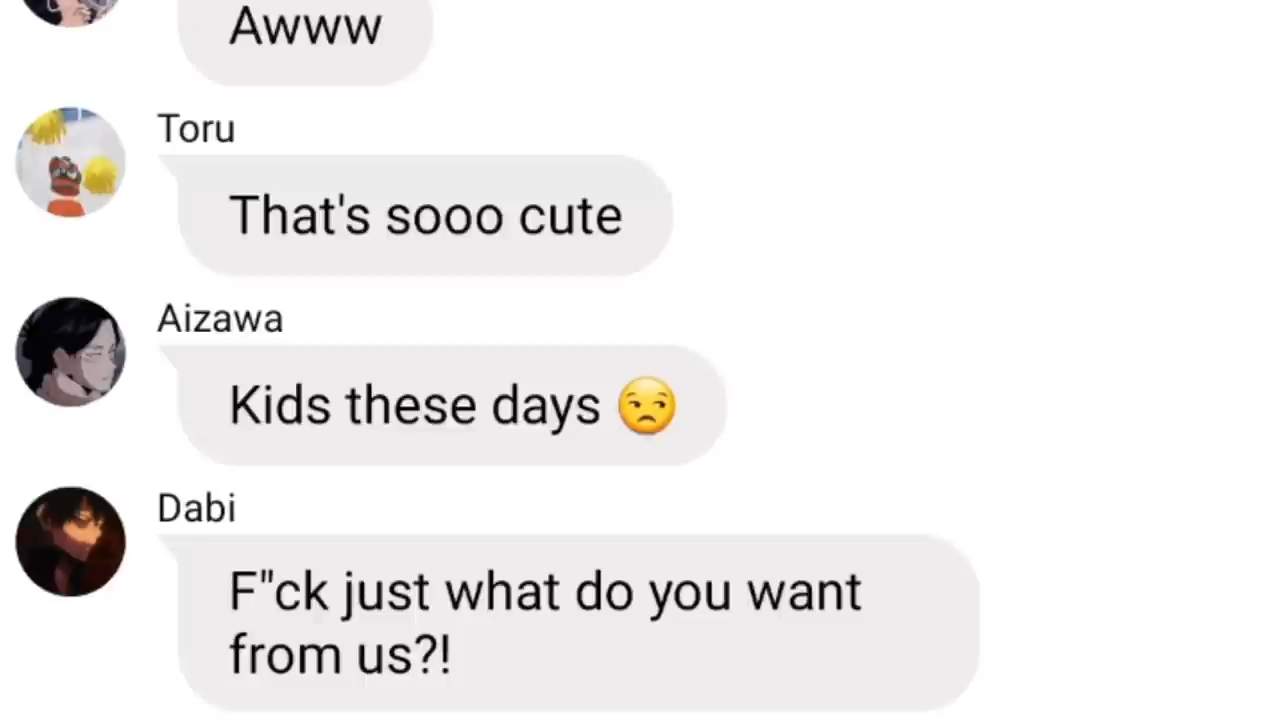 Awww
Toru
That's sooo cute
Aizawa
Kids these days 😒
Dabi
F"ck just what do you want
from us?!